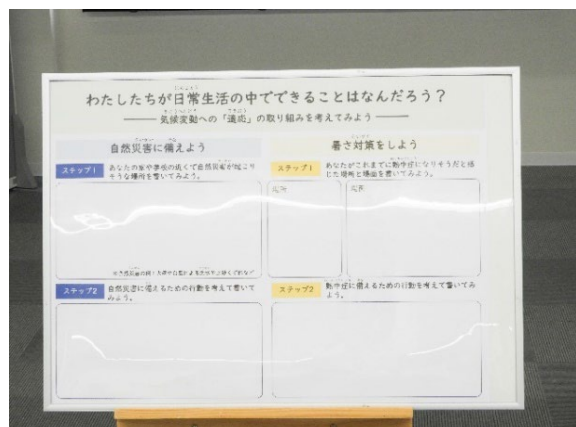 わたしたちが日常生活の中でできることはなんだろう？
気候変動への「適応」の取り組みを考えてみよう
自然災害に備えよう
ステップ1
あなたの家や学校の近くで自然災害が起こり
そうな場所を書いてみよう。
ステップ2
自然災害に備えるための行動を考えて書いて
みよう。
暑さ対策をしよう
ステップ1
あなたがこれまでに熱中症になりそうだと感
じた場所と場面を書いてみよう。
場所
場面
ステップ2
熱中症に備えるための行動を考えて書いてみ
よう。